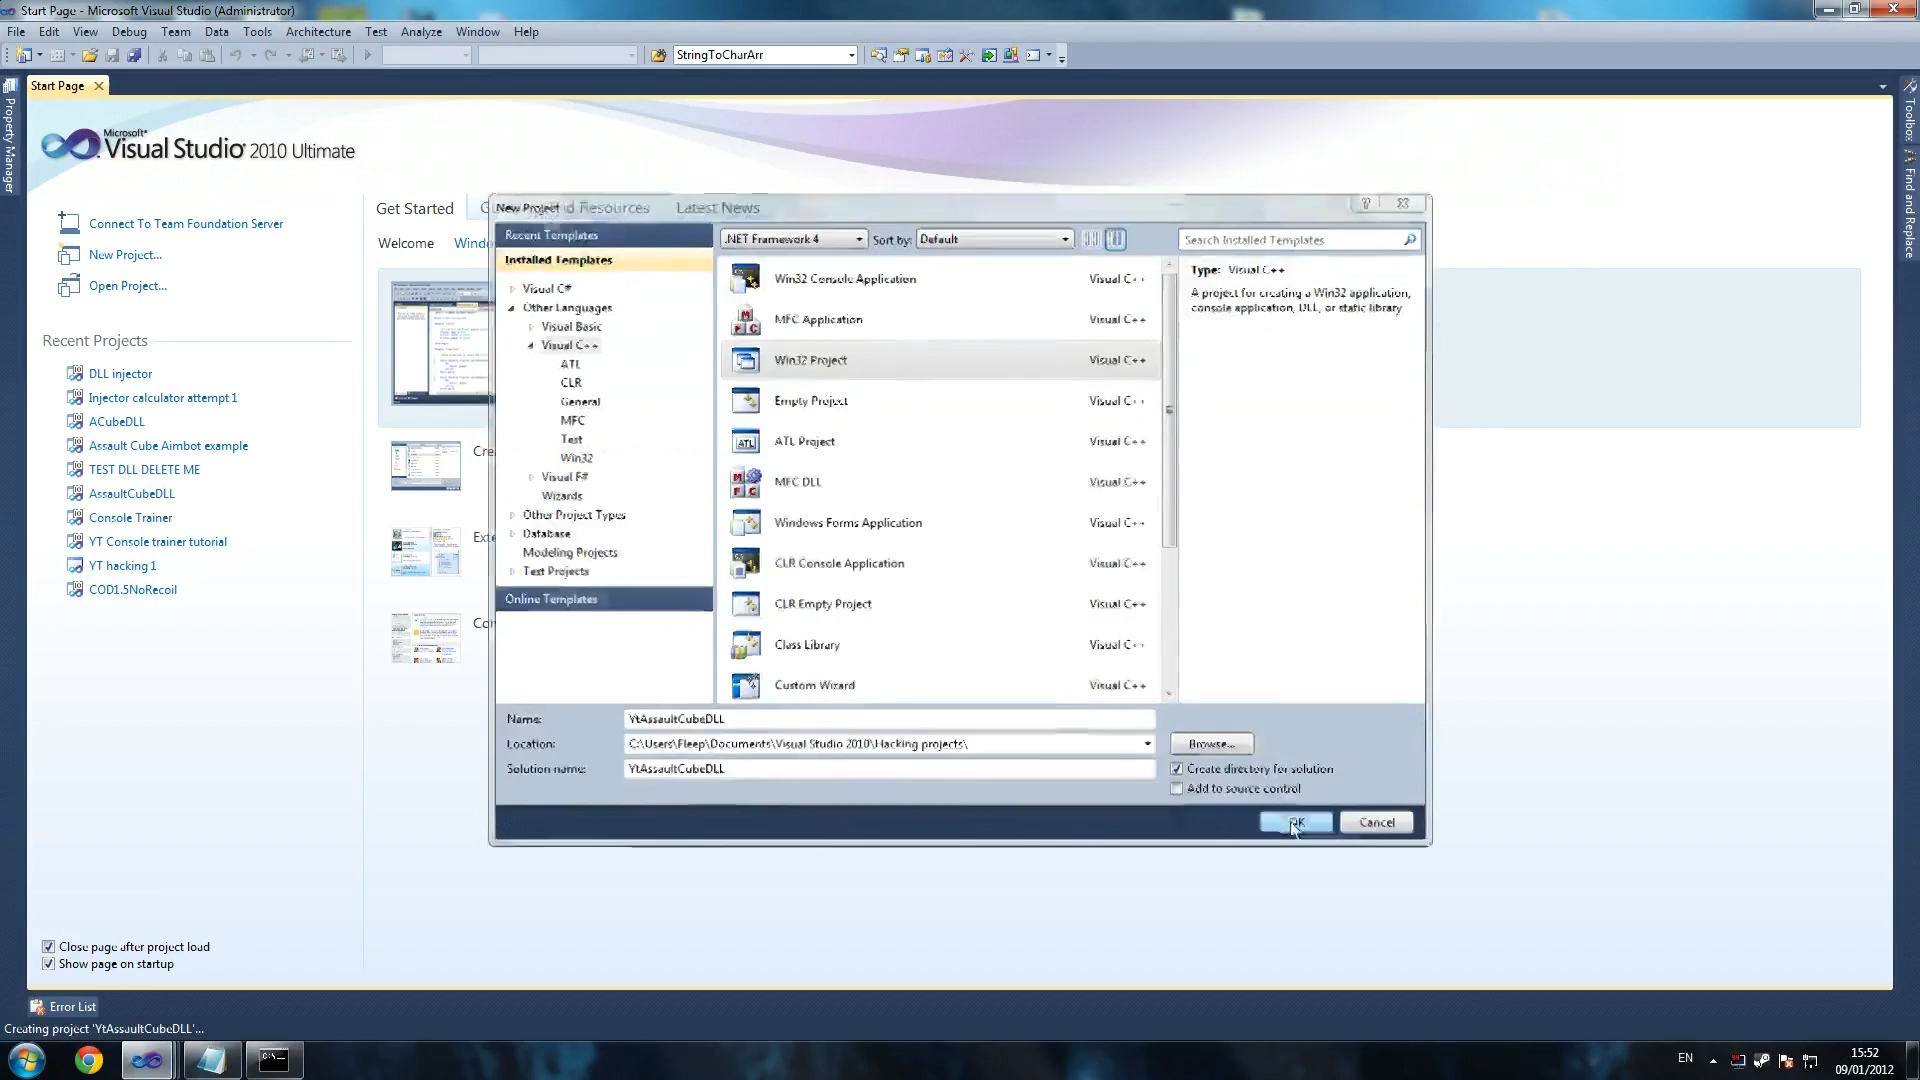 Start Page - Microsoft Visual Studio (Administrator)
File Edit View Debug Team Data Tools Architecture Test Analyze Window Help
StringToCharArr
Start Page
Property Manager
Toolbox
Find and Replace
Microsoft
Visual Studio 2010 Ultimate
Connect To Team Foundation Server
New Project...
Open Project...
Recent Projects
DLL injector
Injector calculator attempt 1
ACubeDLL
Assault Cube Aimbot example
TEST DLL DELETE ME
AssaultCubeDLL
Console Trainer
YT Console trainer tutorial
YT hacking 1
COD1.5NoRecoil
Close page after project load
Show page on startup
Get Started
Resources
Latest News
Welcome
New Project
Recent Templates
.NET Framework 4
Sort by:
Default
Search Installed Templates
Installed Templates
Visual C#
Other Languages
Visual Basic
Visual C++
ATL
CLR
General
MFC
Test
Win32
Visual F#
Wizards
Other Project Types
Database
Modeling Projects
Test Projects
Online Templates
Win32 Console Application Visual C++
MFC Application Visual C++
Win32 Project Visual C++
Empty Project Visual C++
ATL Project Visual C++
MFC DLL Visual C++
Windows Forms Application Visual C++
CLR Console Application Visual C++
CLR Empty Project Visual C++
Class Library Visual C++
Custom Wizard Visual C++
Type: Visual C++
A project for creating a Win32 application,
console application, DLL, or static library
Name: YtAssaultCubeDLL
Location: C:\Users\Fleep\Documents\Visual Studio 2010\Hacking projects\
Browse...
Solution name: YtAssaultCubeDLL
Create directory for solution
Add to source control
OK
Cancel
Error List
Creating project 'YtAssaultCubeDLL'...
EN
15:52
09/01/2012